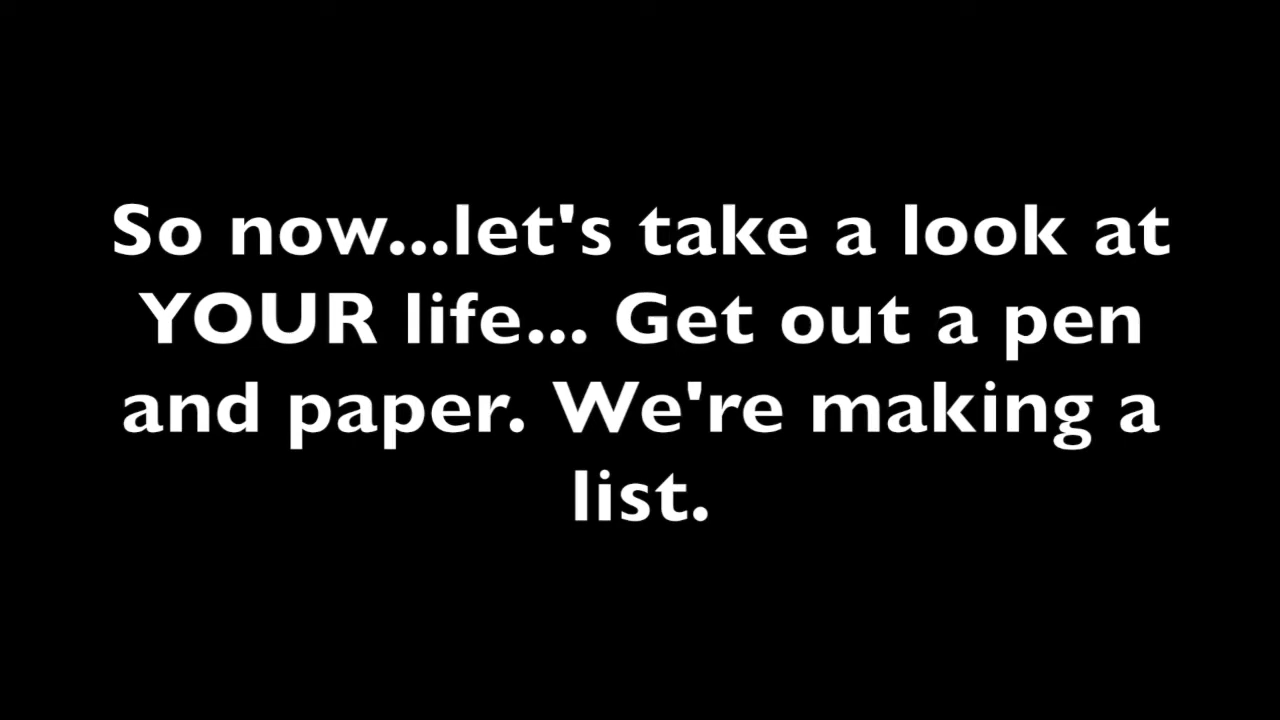 So now...let's take a look at
YOUR life... Get out a pen
and paper. We're making a
list.